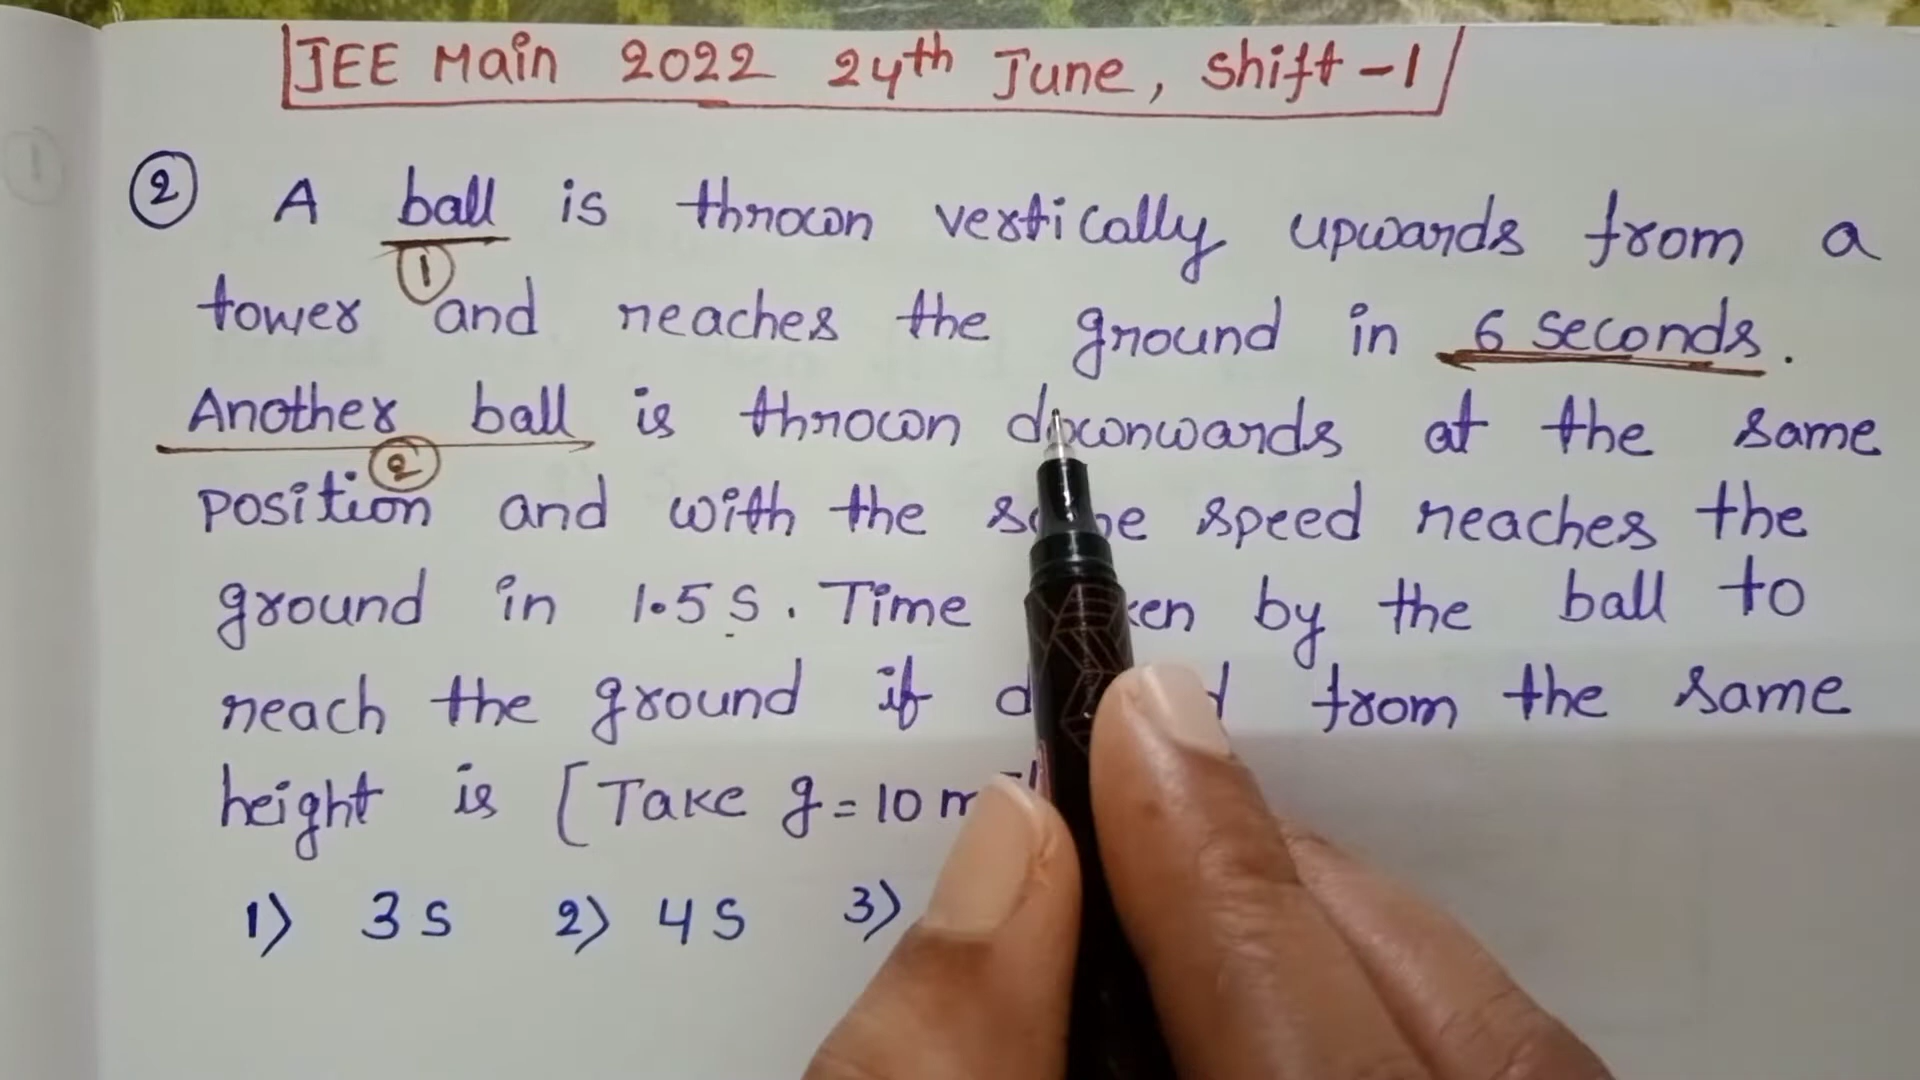 JEE Main 2022 24th June, Shift-1
② A ball is thrown vertically upwards from a
①
tower and reaches the ground in 6 seconds.
Another ball is thrown downwards at the same
②
position and with the speed reaches the
ground in 1.5 s. Time by the ball to
reach the ground if from the same
height is [Take g = 10
1) 3 s 2) 4 s 3)